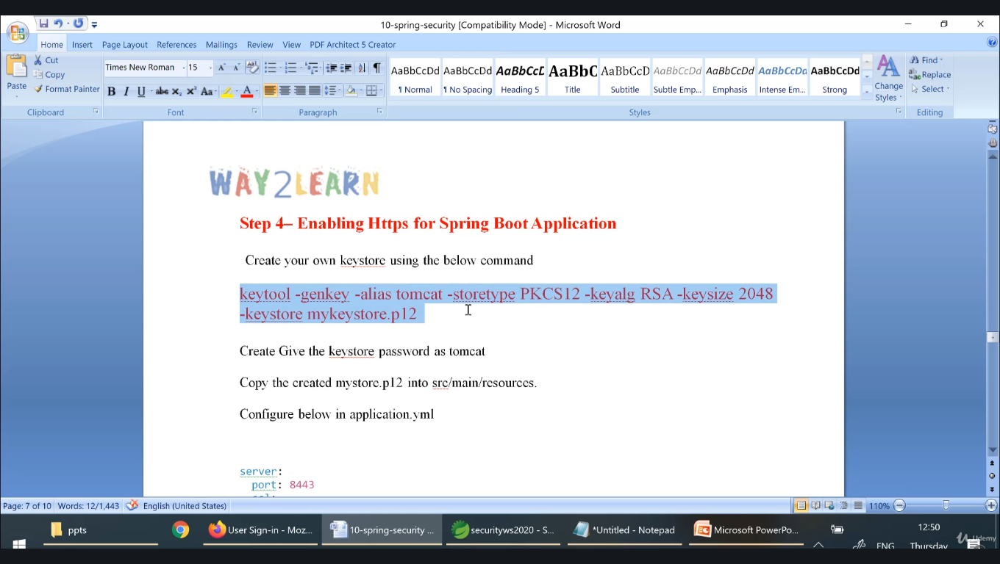 10-spring-security [Compatibility Mode] - Microsoft Word
Home Insert Page Layout References Mailings Review View PDF Architect 5 Creator
Paste
Cut
Copy
Format Painter
Clipboard
Times New Roman 15
B I U abc X₂ X² Aa A
Font
Paragraph
AaBbCcDd AaBbCcDd AaBbCcD AaBbC AaBbCcD AaBbCcDd AaBbCcDd AaBbCcDd AaBbCcDd
¶ Normal ¶ No Spacing Heading 5 Title Subtitle Subtle Emp... Emphasis Intense Em... Strong
Change Styles
Styles
Find
Replace
Select
Editing
WAY2LEARN
Step 4– Enabling Https for Spring Boot Application
Create your own keystore using the below command
keytool -genkey -alias tomcat -storetype PKCS12 -keyalg RSA -keysize 2048
-keystore mykeystore.p12
Create Give the keystore password as tomcat
Copy the created mystore.p12 into src/main/resources.
Configure below in application.yml
server:
port: 8443
Page: 7 of 10 Words: 12/1,443 English (United States) 110%
ppts User Sign-in - Moz... 10-spring-security ... securityws2020 - S... *Untitled - Notepad Microsoft PowerPo...
ENG
12:50
Thursday
Udemy